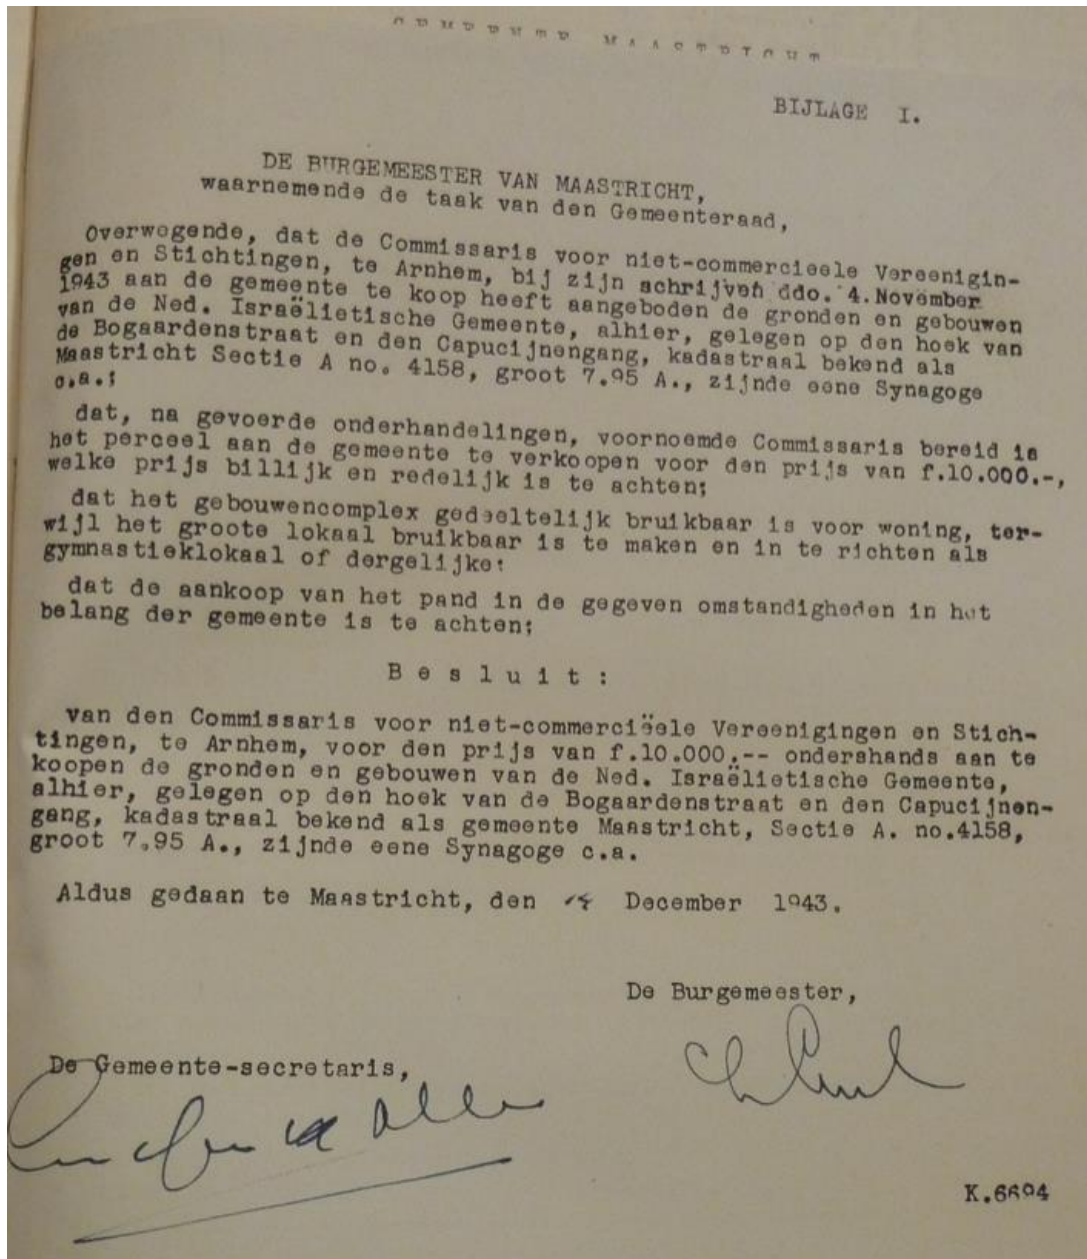 GEMEENTE MAASTRICHT
BIJLAGE I.
DE BURGEMEESTER VAN MAASTRICHT,
waarnemende de taak van den Gemeenteraad,
Overwegende, dat de Commissaris voor niet-commercieele Vereenigin-
gen en Stichtingen, te Arnhem, bij zijn schrijven ddo. 4.November
1943 aan de gemeente te koop heeft aangeboden de gronden en gebouwen
van de Ned. Israëlietische Gemeente, alhier, gelegen op den hoek van
de Bogaardenstraat en den Capucijnengang, kadastraal bekend als
Maastricht Sectie A no. 4158, groot 7.95 A., zijnde eene Synagoge
c.a.;
dat, na gevoerde onderhandelingen, voornoemde Commissaris bereid is
het perceel aan de gemeente te verkoopen voor den prijs van f.10.000.-,
welke prijs billijk en redelijk is te achten;
dat het gebouwencomplex gedeeltelijk bruikbaar is voor woning, ter-
wijl het groote lokaal bruikbaar is te maken en in te richten als
gymnastieklokaal of dergelijke:
dat de aankoop van het pand in de gegeven omstandigheden in het
belang der gemeente is te achten;
Besluit:
van den Commissaris voor niet-commerciëele Vereenigingen en Stich-
tingen, te Arnhem, voor den prijs van f.10.000.-- ondershands aan te
koopen de gronden en gebouwen van de Ned. Israëlietische Gemeente,
alhier, gelegen op den hoek van de Bogaardenstraat en den Capucijnen-
gang, kadastraal bekend als gemeente Maastricht, Sectie A. no.4158,
groot 7.95 A., zijnde eene Synagoge c.a.
Aldus gedaan te Maastricht, den December 1943.
De Burgemeester,
De Gemeente-secretaris,
K.6694